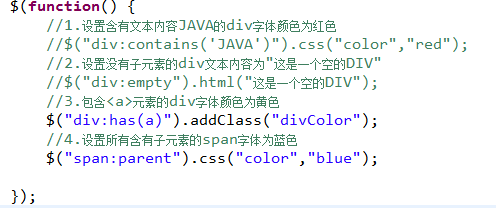 $(function() {
//1.设置含有文本内容JAVA的div字体颜色为红色
//$("div:contains('JAVA')").css("color","red");
//2.设置没有子元素的div文本内容为"这是一个空的DIV"
//$("div:empty").html("这是一个空的DIV");
//3.包含<a>元素的div字体颜色为黄色
$("div:has(a)").addClass("divColor");
//4.设置所有含有子元素的span字体为蓝色
$("span:parent").css("color","blue");
});